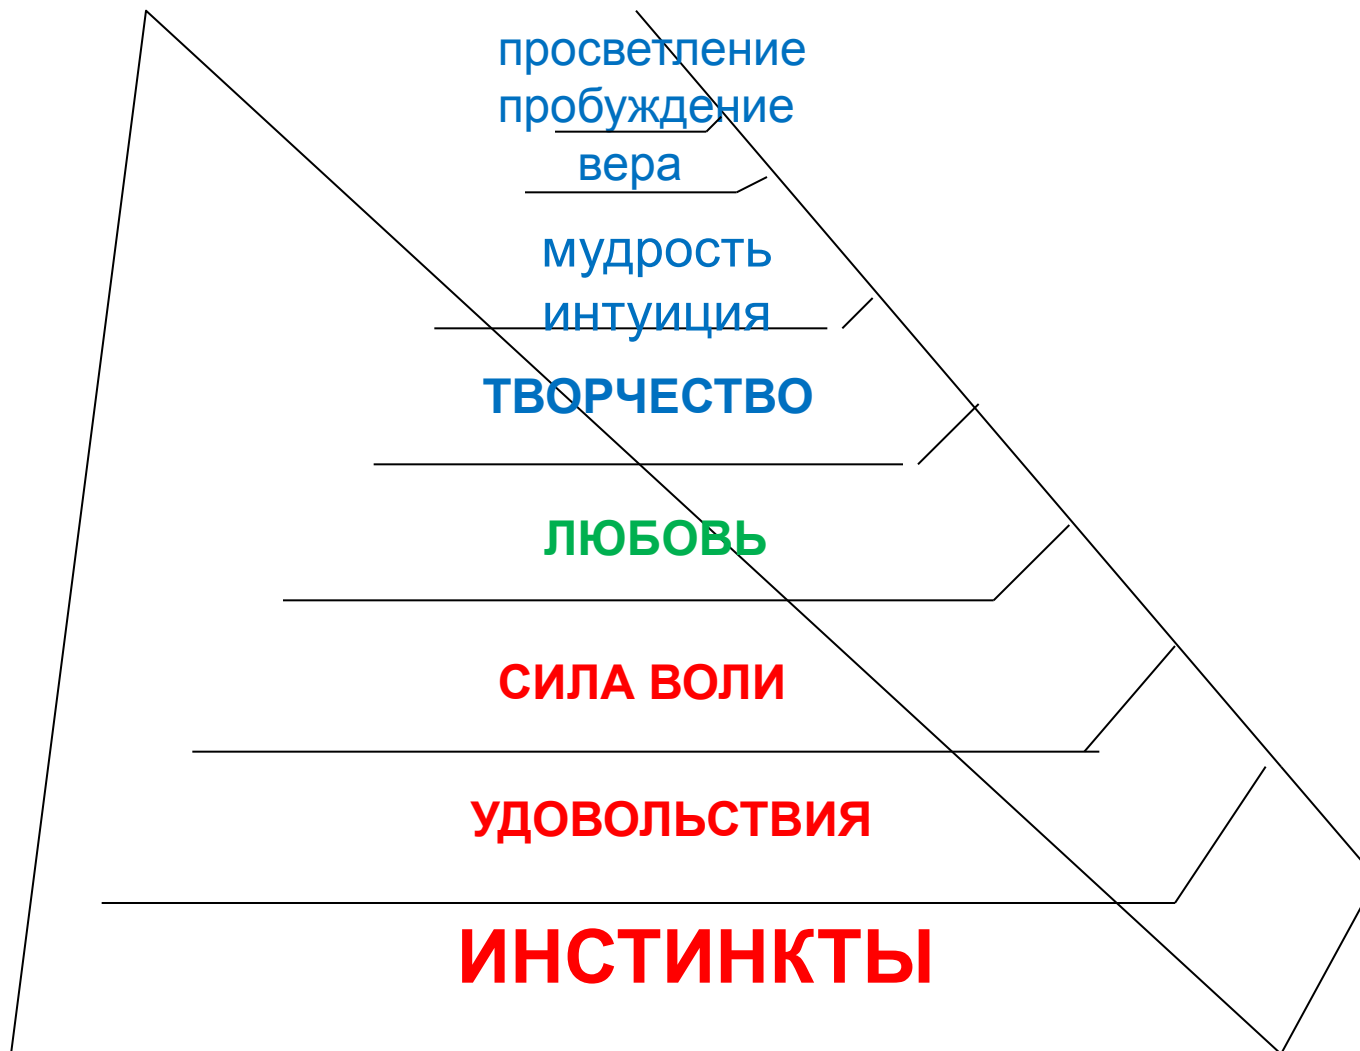 просветление
пробуждение
вера
мудрость
интуиция
ТВОРЧЕСТВО
ЛЮБОВЬ
СИЛА ВОЛИ
УДОВОЛЬСТВИЯ
ИНСТИНКТЫ